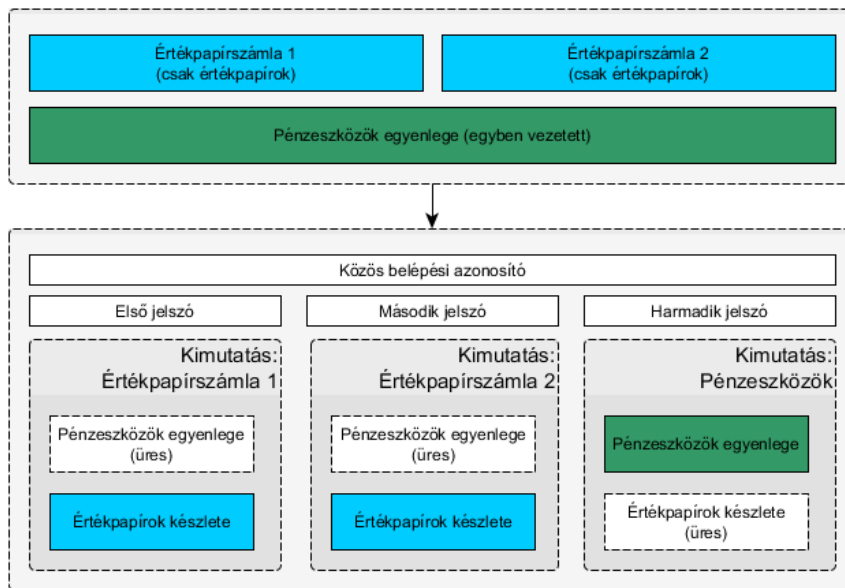 Értékpapírszámla 1
(csak értékpapírok)
Értékpapírszámla 2
(csak értékpapírok)
Pénzeszközök egyenlege (egyben vezetett)
Közös belépési azonosító
Első jelszó
Második jelszó
Harmadik jelszó
Kimutatás:
Értékpapírszámla 1
Pénzeszközök egyenlege
(üres)
Értékpapírok készlete
Kimutatás:
Értékpapírszámla 2
Pénzeszközök egyenlege
(üres)
Értékpapírok készlete
Kimutatás:
Pénzeszközök
Pénzeszközök egyenlege
Értékpapírok készlete
(üres)